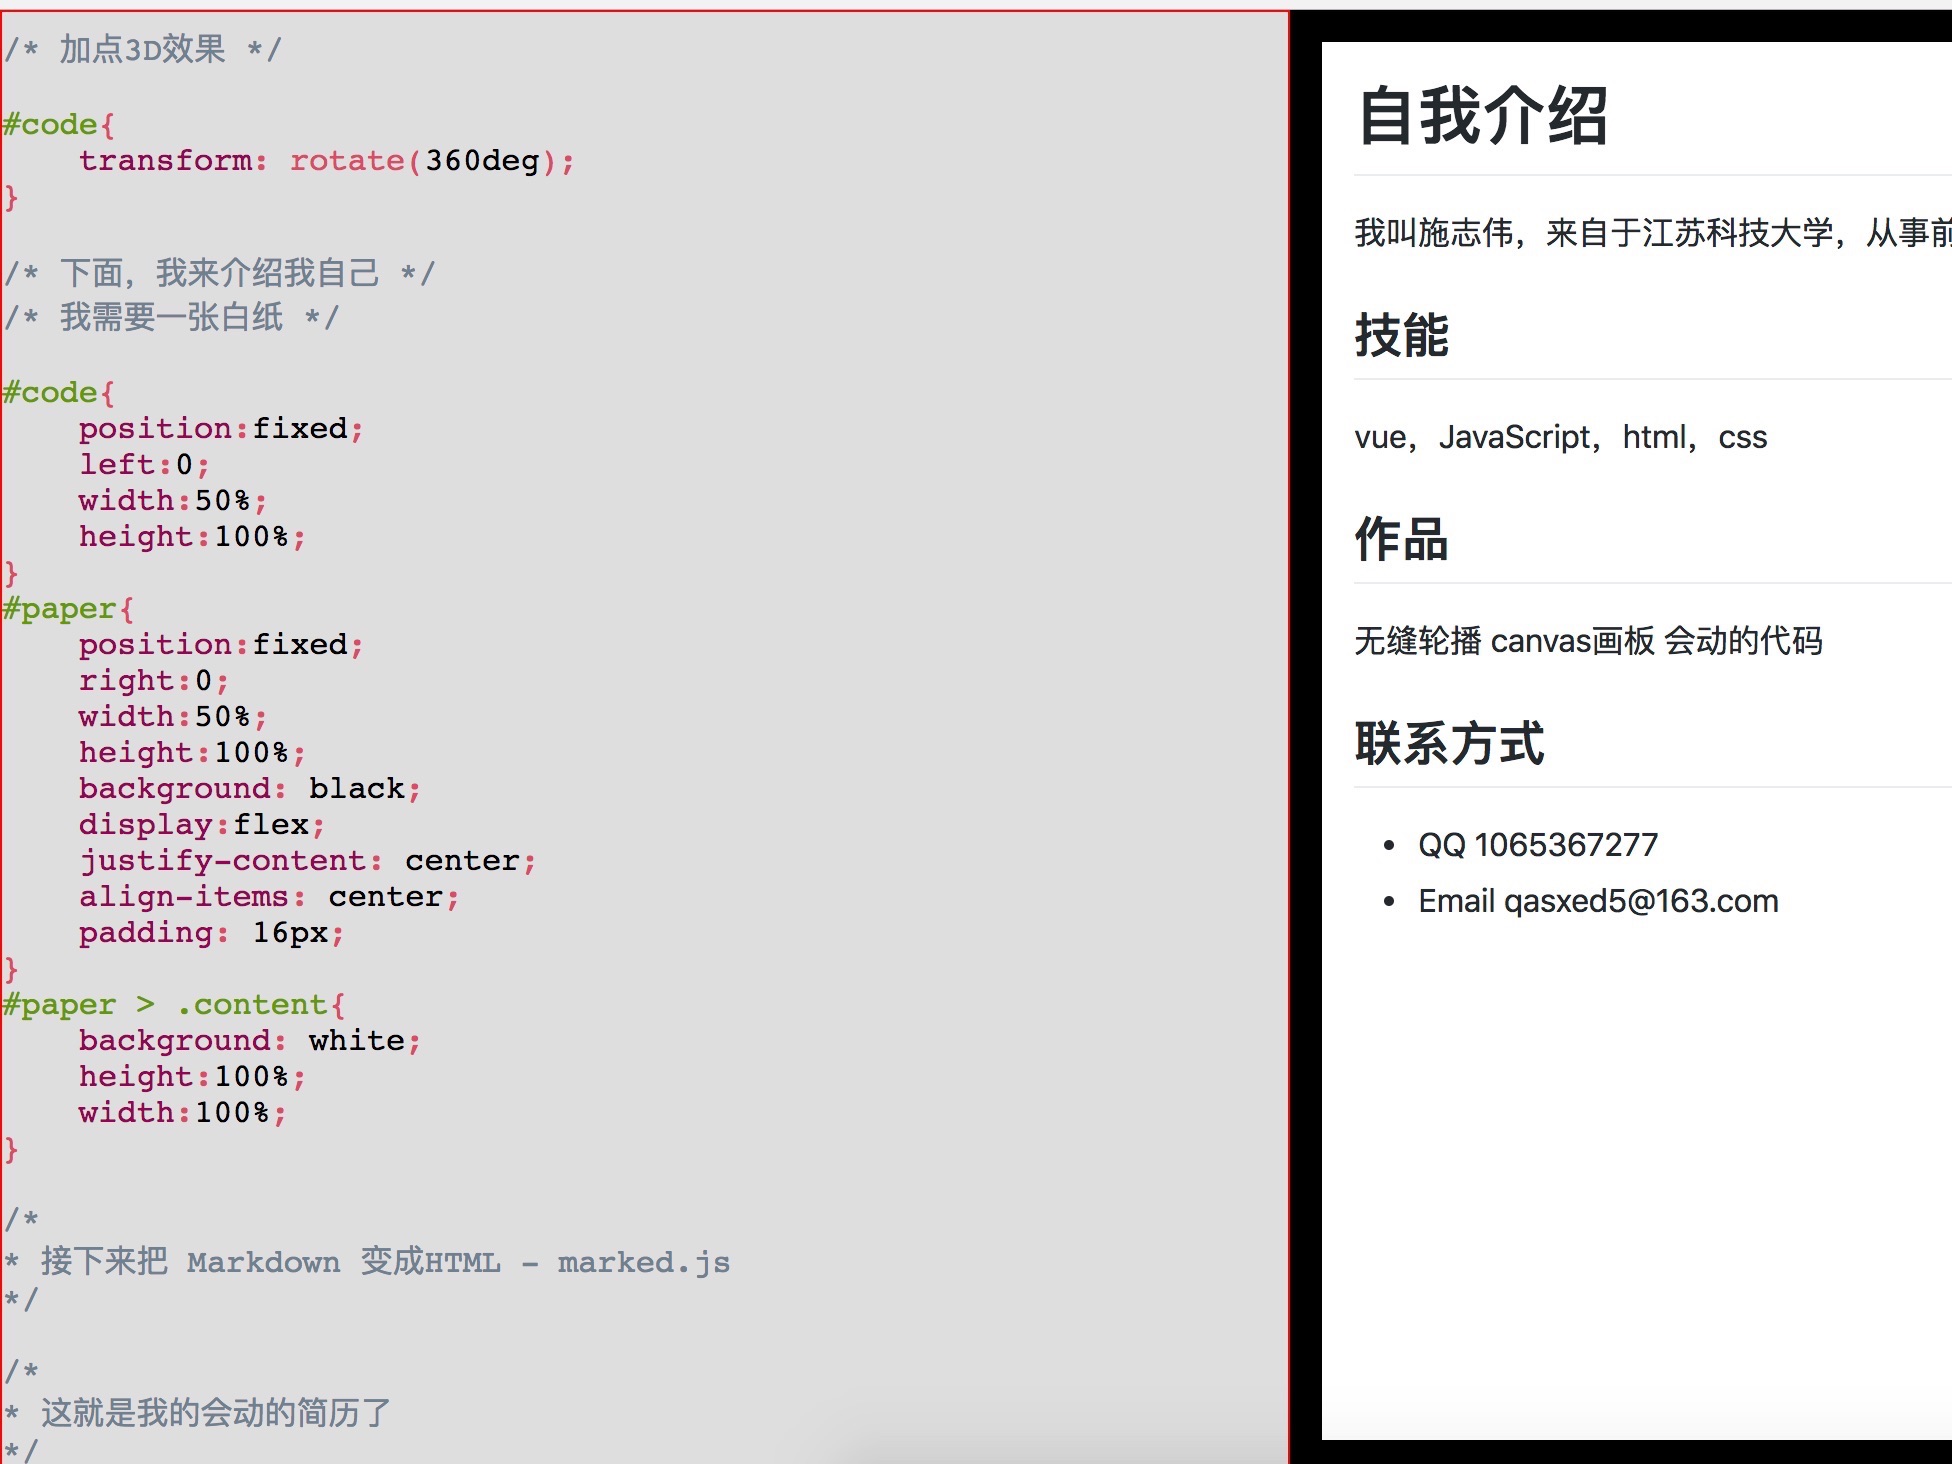 /* 加点3D效果 */
#code{
    transform: rotate(360deg);
}
/* 下面，我来介绍我自己 */
/* 我需要一张白纸 */
#code{
    position:fixed;
    left:0;
    width:50%;
    height:100%;
}
#paper{
    position:fixed;
    right:0;
    width:50%;
    height:100%;
    background: black;
    display:flex;
    justify-content: center;
    align-items: center;
    padding: 16px;
}
#paper > .content{
    background: white;
    height:100%;
    width:100%;
}
/*
* 接下来把 Markdown 变成HTML - marked.js
*/
/*
* 这就是我的会动的简历了
*/
自我介绍
我叫施志伟，来自于江苏科技大学，从事前
技能
vue，JavaScript，html，css
作品
无缝轮播 canvas画板 会动的代码
联系方式
• QQ 1065367277
• Email qasxed5@163.com